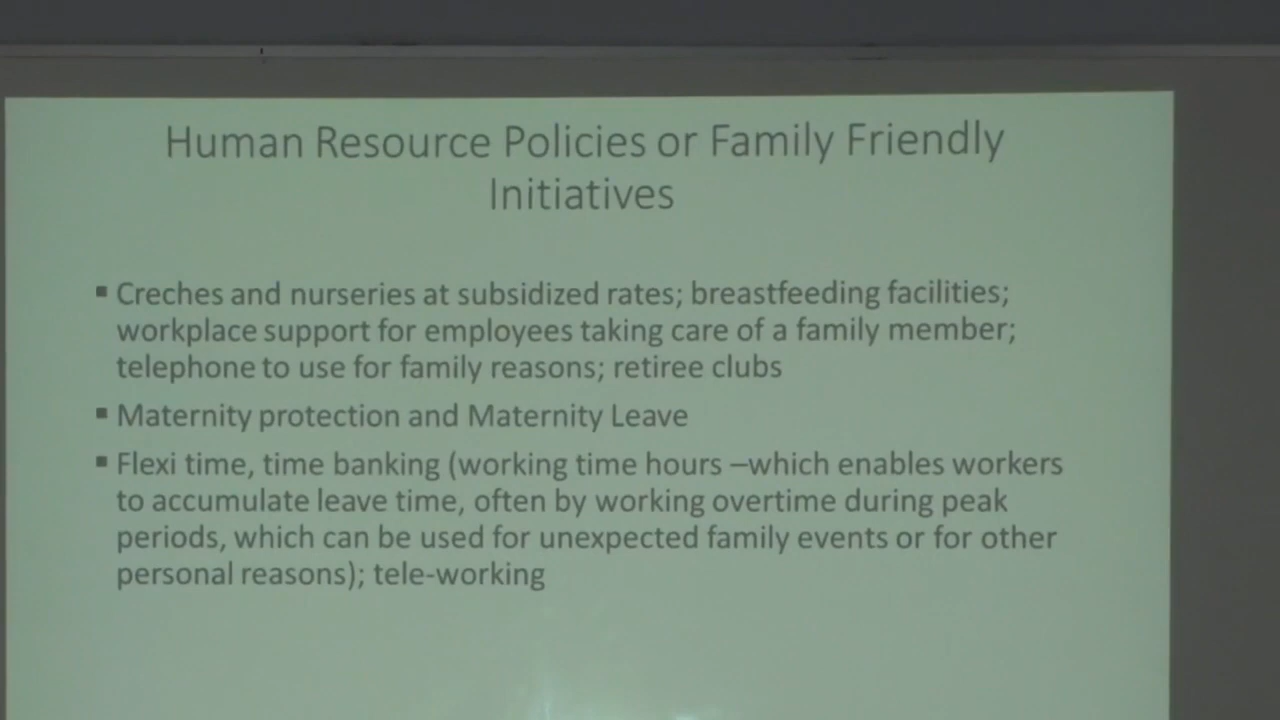 Human Resource Policies or Family Friendly
Initiatives
▪ Creches and nurseries at subsidized rates; breastfeeding facilities;
workplace support for employees taking care of a family member;
telephone to use for family reasons; retiree clubs
▪ Maternity protection and Maternity Leave
▪ Flexi time, time banking (working time hours –which enables workers
to accumulate leave time, often by working overtime during peak
periods, which can be used for unexpected family events or for other
personal reasons); tele-working